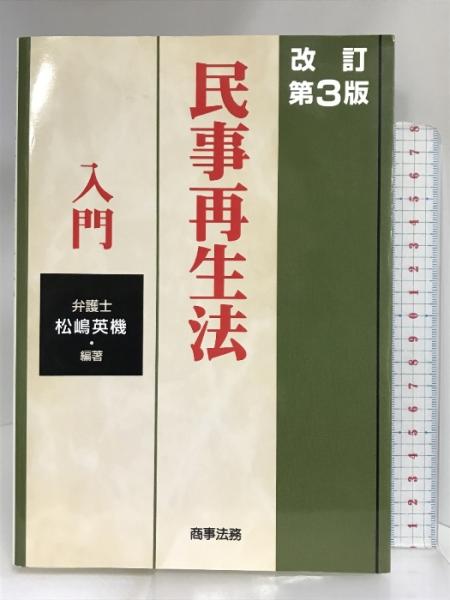 改訂
第3版
民事再生法
入門
弁護士
松嶋英機
・
編著
商事法務